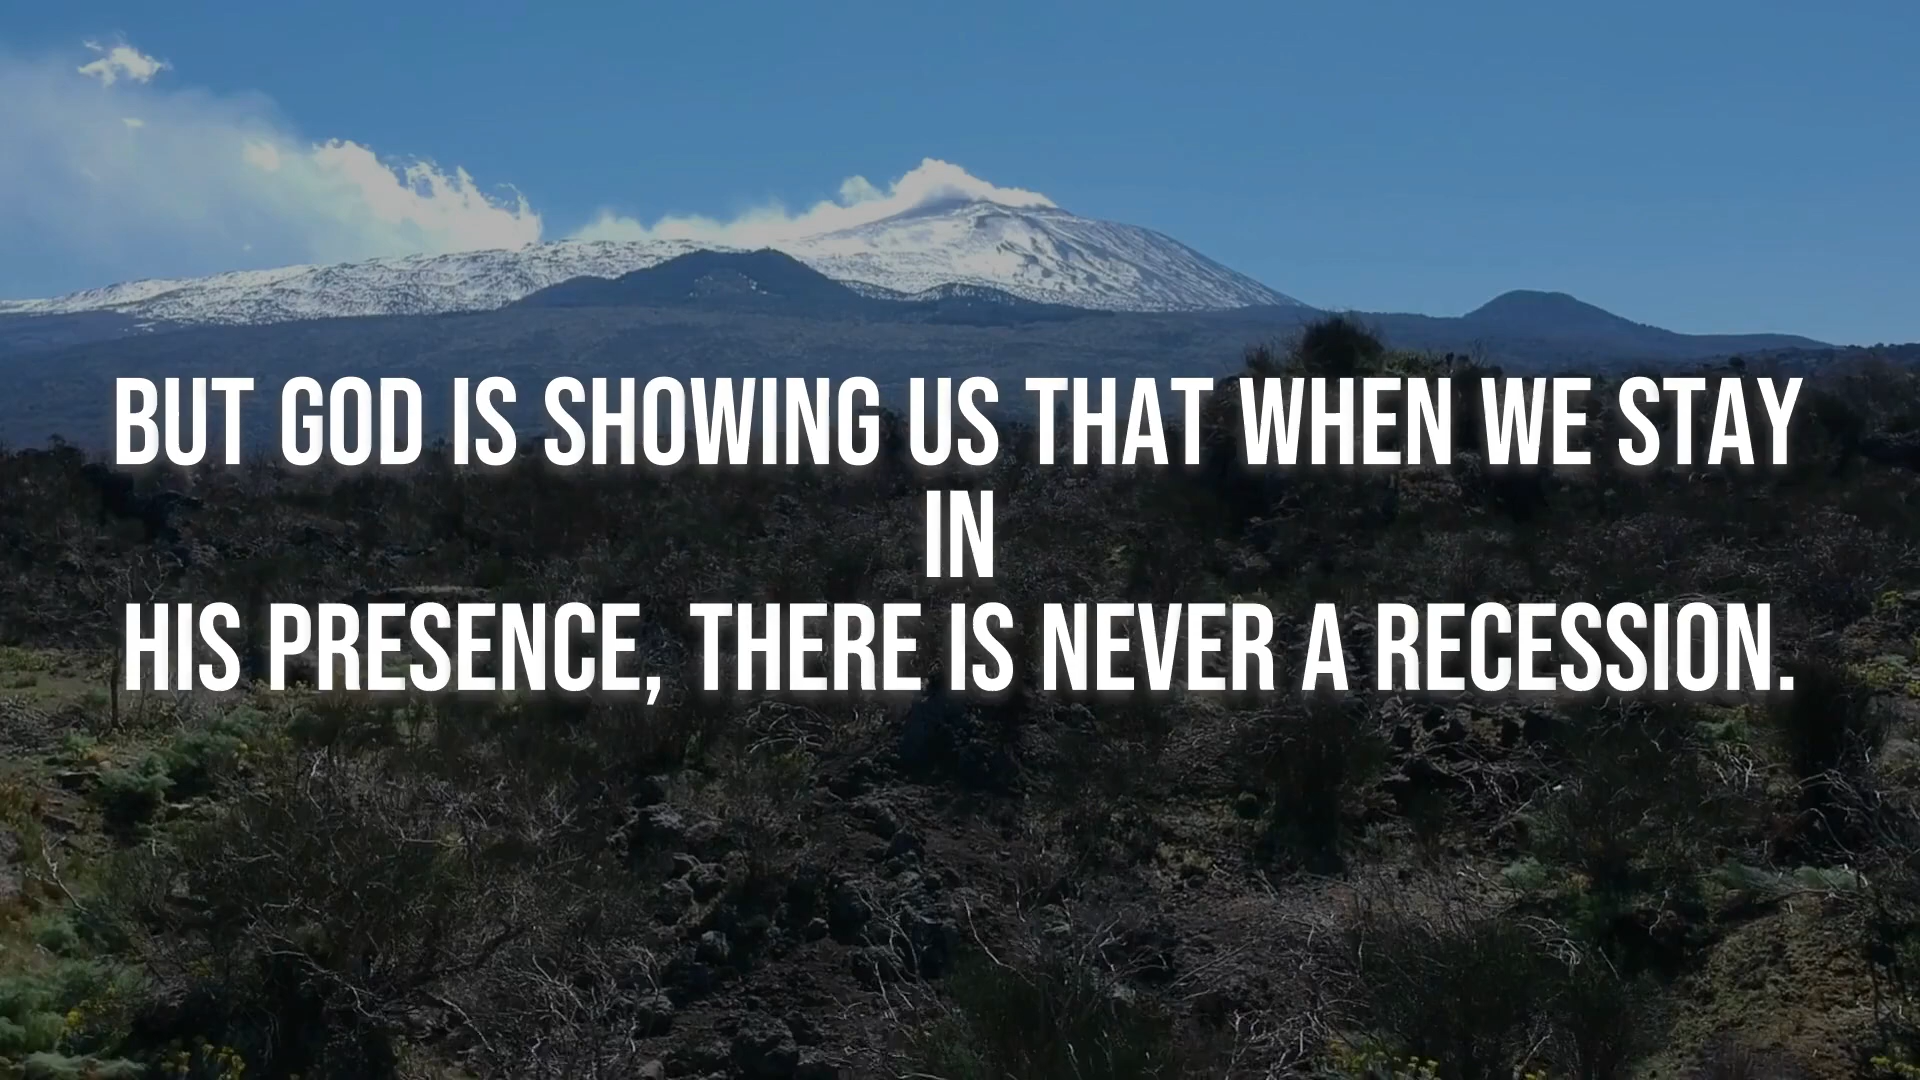 BUT GOD IS SHOWING US THAT WHEN WE STAY
IN
HIS PRESENCE, THERE IS NEVER A RECESSION.